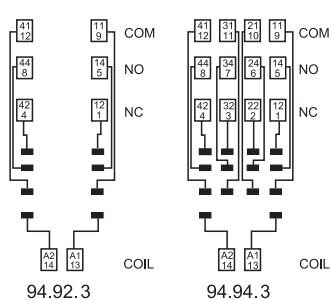 41 11 41 31 21 11
12 9 COM 12 11 10 9 COM
44 14 44 34 24 14
8 5 NO 8 7 6 5 NO
42 12 42 32 22 12
4 1 NC 4 3 2 1 NC
A2 A1 A2 A1
14 13 COIL 14 13 COIL
94.92.3 94.94.3